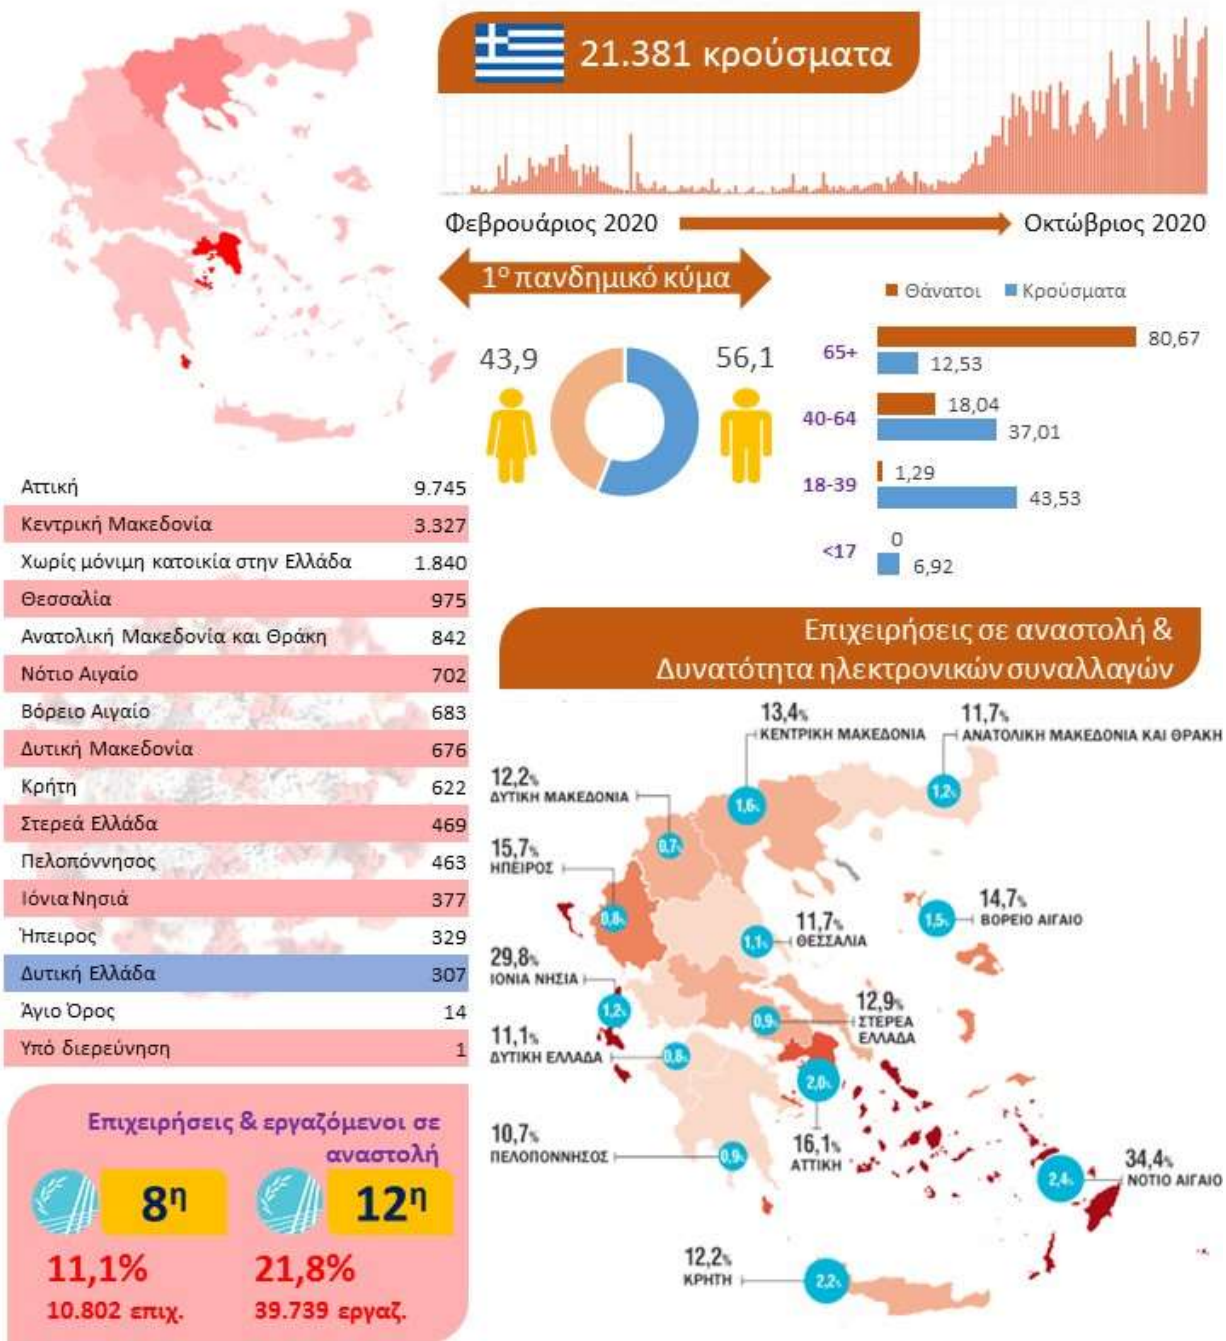 21.381 κρούσματα
Φεβρουάριος 2020
Οκτώβριος 2020
1º πανδημικό κύμα
43,9
56,1
Θάνατοι Κρούσματα
65+ 80,67
12,53
40-64 18,04
37,01
18-39 1,29
43,53
<17 0
6,92
Αττική 9.745
Κεντρική Μακεδονία 3.327
Χωρίς μόνιμη κατοικία στην Ελλάδα 1.840
Θεσσαλία 975
Ανατολική Μακεδονία και Θράκη 842
Νότιο Αιγαίο 702
Βόρειο Αιγαίο 683
Δυτική Μακεδονία 676
Κρήτη 622
Στερεά Ελλάδα 469
Πελοπόννησος 463
Ιόνια Νησιά 377
Ήπειρος 329
Δυτική Ελλάδα 307
Άγιο Όρος 14
Υπό διερεύνηση 1
Επιχειρήσεις & εργαζόμενοι σε
αναστολή
8η
12η
11,1%
21,8%
10.802 επιχ.
39.739 εργαζ.
Επιχειρήσεις σε αναστολή &
Δυνατότητα ηλεκτρονικών συναλλαγών
13,4%
ΚΕΝΤΡΙΚΗ ΜΑΚΕΔΟΝΙΑ
1,6%
11,7%
ΑΝΑΤΟΛΙΚΗ ΜΑΚΕΔΟΝΙΑ ΚΑΙ ΘΡΑΚΗ
1,2%
12,2%
ΔΥΤΙΚΗ ΜΑΚΕΔΟΝΙΑ
0,7%
15,7%
ΗΠΕΙΡΟΣ
0,8%
14,7%
ΒΟΡΕΙΟ ΑΙΓΑΙΟ
1,5%
11,7%
ΘΕΣΣΑΛΙΑ
1,1%
29,8%
ΙΟΝΙΑ ΝΗΣΙΑ
1,2%
12,9%
ΣΤΕΡΕΑ
ΕΛΛΑΔΑ
0,9%
11,1%
ΔΥΤΙΚΗ ΕΛΛΑΔΑ
0,8%
2,0%
16,1%
ΑΤΤΙΚΗ
10,7%
ΠΕΛΟΠΟΝΝΗΣΟΣ
0,9%
34,4%
ΝΟΤΙΟ ΑΙΓΑΙΟ
2,4%
12,2%
ΚΡΗΤΗ
2,2%